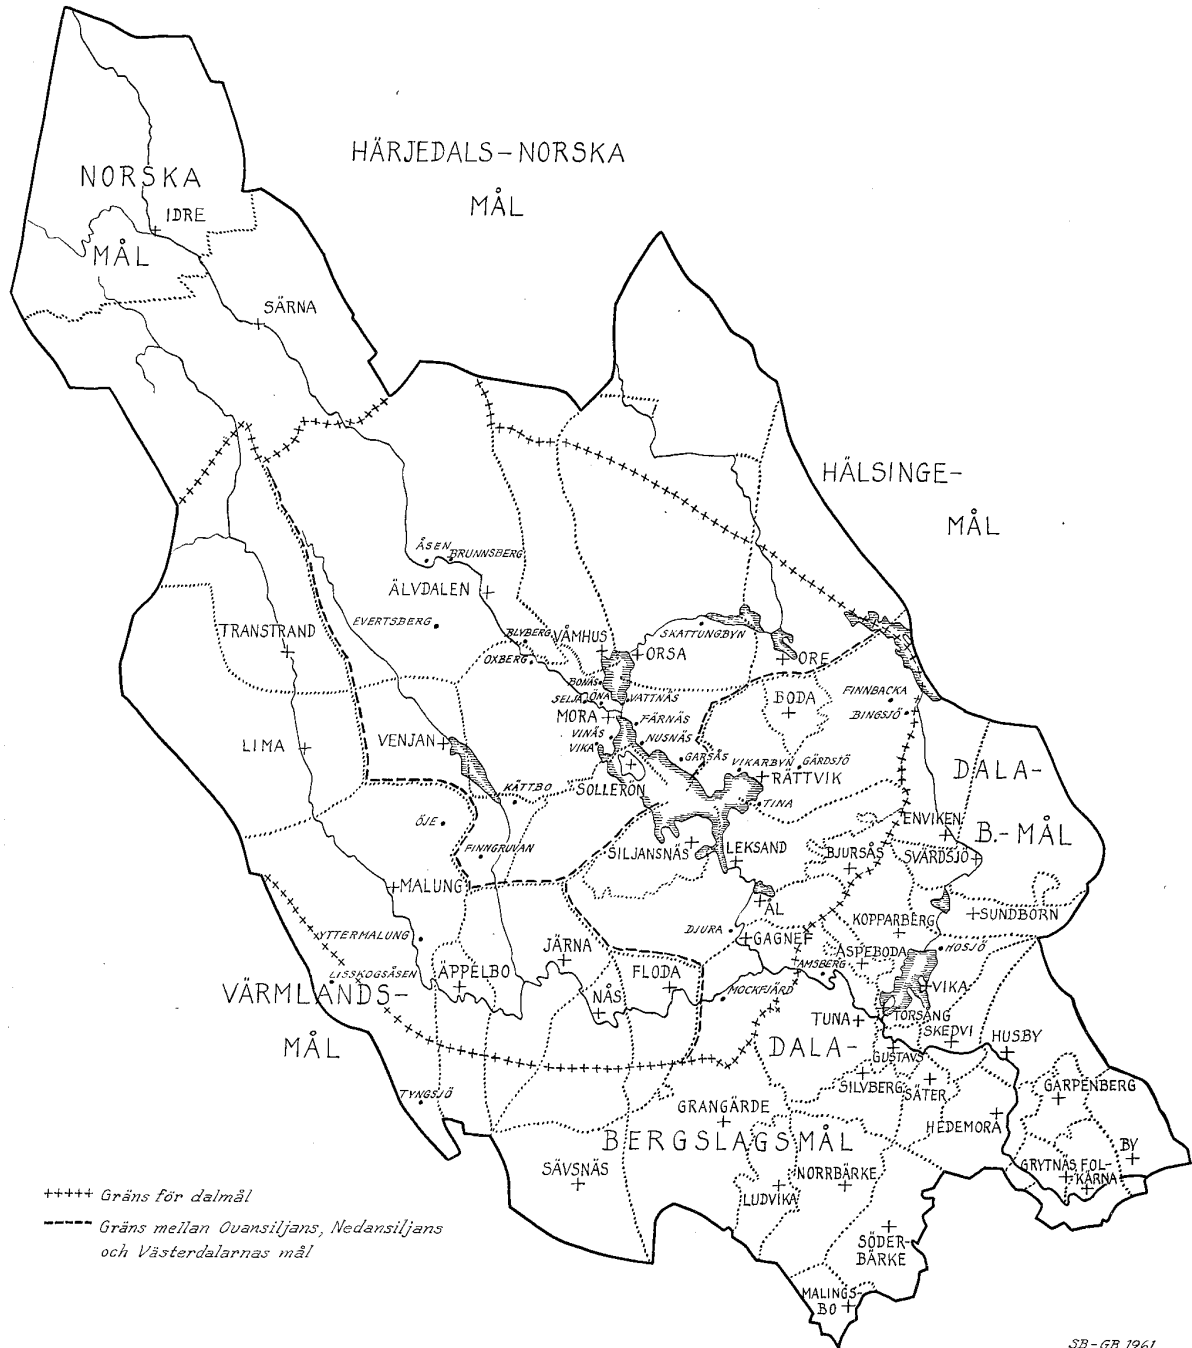 HÄRJEDALS-NORSKA
MÅL
NORSKA
IDRE
MÅL
SÄRNA
HÄLSINGE-
MÅL
ÅSEN
BRUNNSBERG
ÄLVDALEN
EVERTSBERG
TRANSTRAND
BLYBERG
VÅMHUS
SKATTUNGBYN
OXBERG
ORSA
ORE
BONÄS
SELJA
ÖNA
VATTNÄS
BODA
FINNBACKA
MORA
FÄRNÄS
BINGSJÖ
VINÄS
NUSNÄS
VIKA
LIMA
VENJAN
GARSÅS
VIKARBYN
GÄRDSJÖ
RÄTTVIK
DALA-
SOLLERÖN
KÄTTBO
TINA
ÖJE
ENVIKEN
B.-MÅL
FINNGRUVAN
SILJANSNÄS
LEKSAND
BJURSÅS
SVÄRDSJÖ
MALUNG
ÅL
KOPPARBERG
SUNDBORN
YTTERMALUNG
DJURA
GAGNEF
JÄRNA
ASPEBODA
HOSJÖ
LISSKOGSÅSEN
ÄPPELBO
FLODA
AMSBERG
VÄRMLANDS-
NÅS
MOCKFJÄRD
VIKA
TORSÅNG
TUNA
SKEDVI
MÅL
DALA-
HUSBY
GUSTAVS
TYNGSJÖ
SILVBERG
SÄTER
GARPENBERG
GRANGÄRDE
HEDEMORA
BERGSLAGSMÅL
BY
SÄVSNÄS
NORRBÄRKE
GRYTNÄS
FOL-
KÄRNA
LUDVIKA
+++++ Gräns för dalmål
----- Gräns mellan Ovansiljans, Nedansiljans
och Västerdalarnas mål
SÖDER-
BÄRKE
MALINGS-
BO
SB-GB 1961